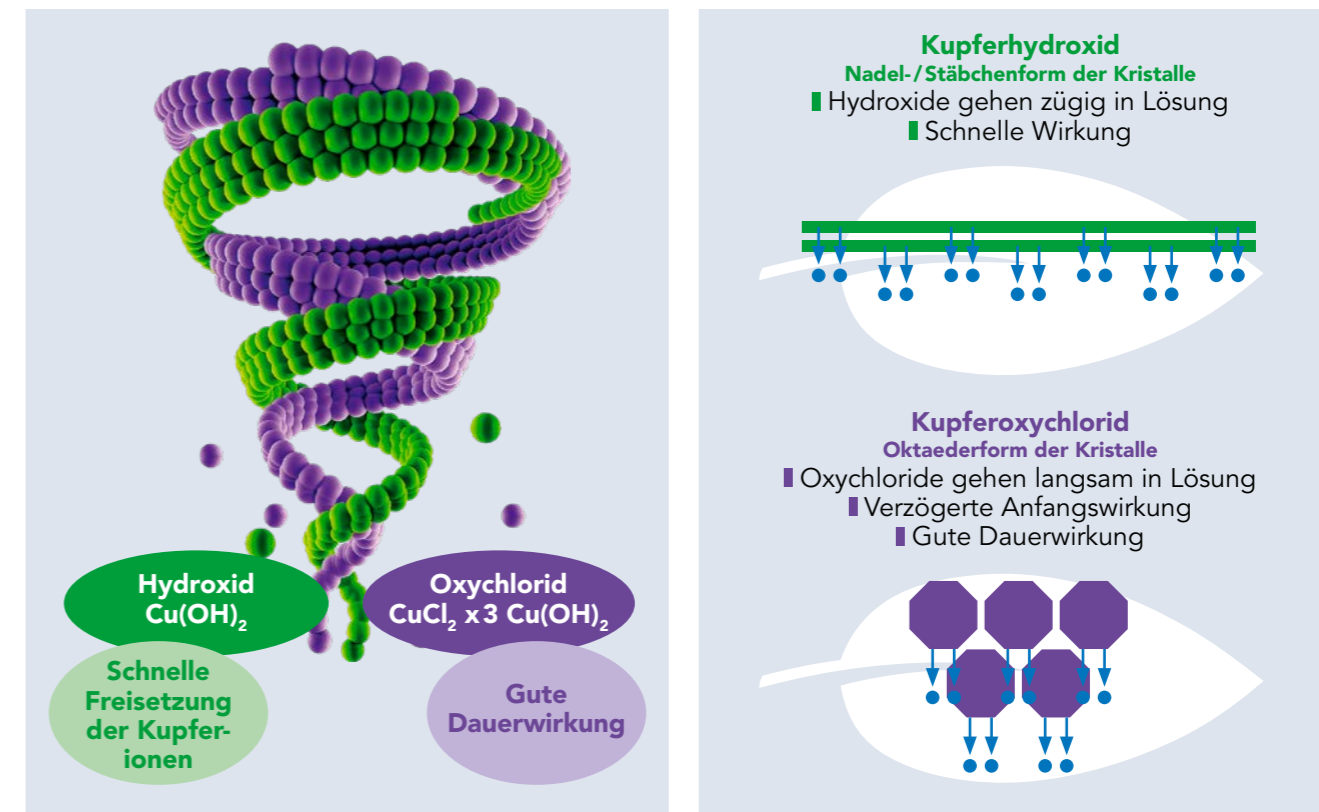 Hydroxid
Cu(OH)₂
Oxychlorid
CuCl₂ x 3 Cu(OH)₂
Schnelle
Freisetzung
der Kupfer-
ionen
Gute
Dauerwirkung
Kupferhydroxid
Nadel-/Stäbchenform der Kristalle
Hydroxide gehen zügig in Lösung
Schnelle Wirkung
Kupferoxychlorid
Oktaederform der Kristalle
Oxychloride gehen langsam in Lösung
Verzögerte Anfangswirkung
Gute Dauerwirkung